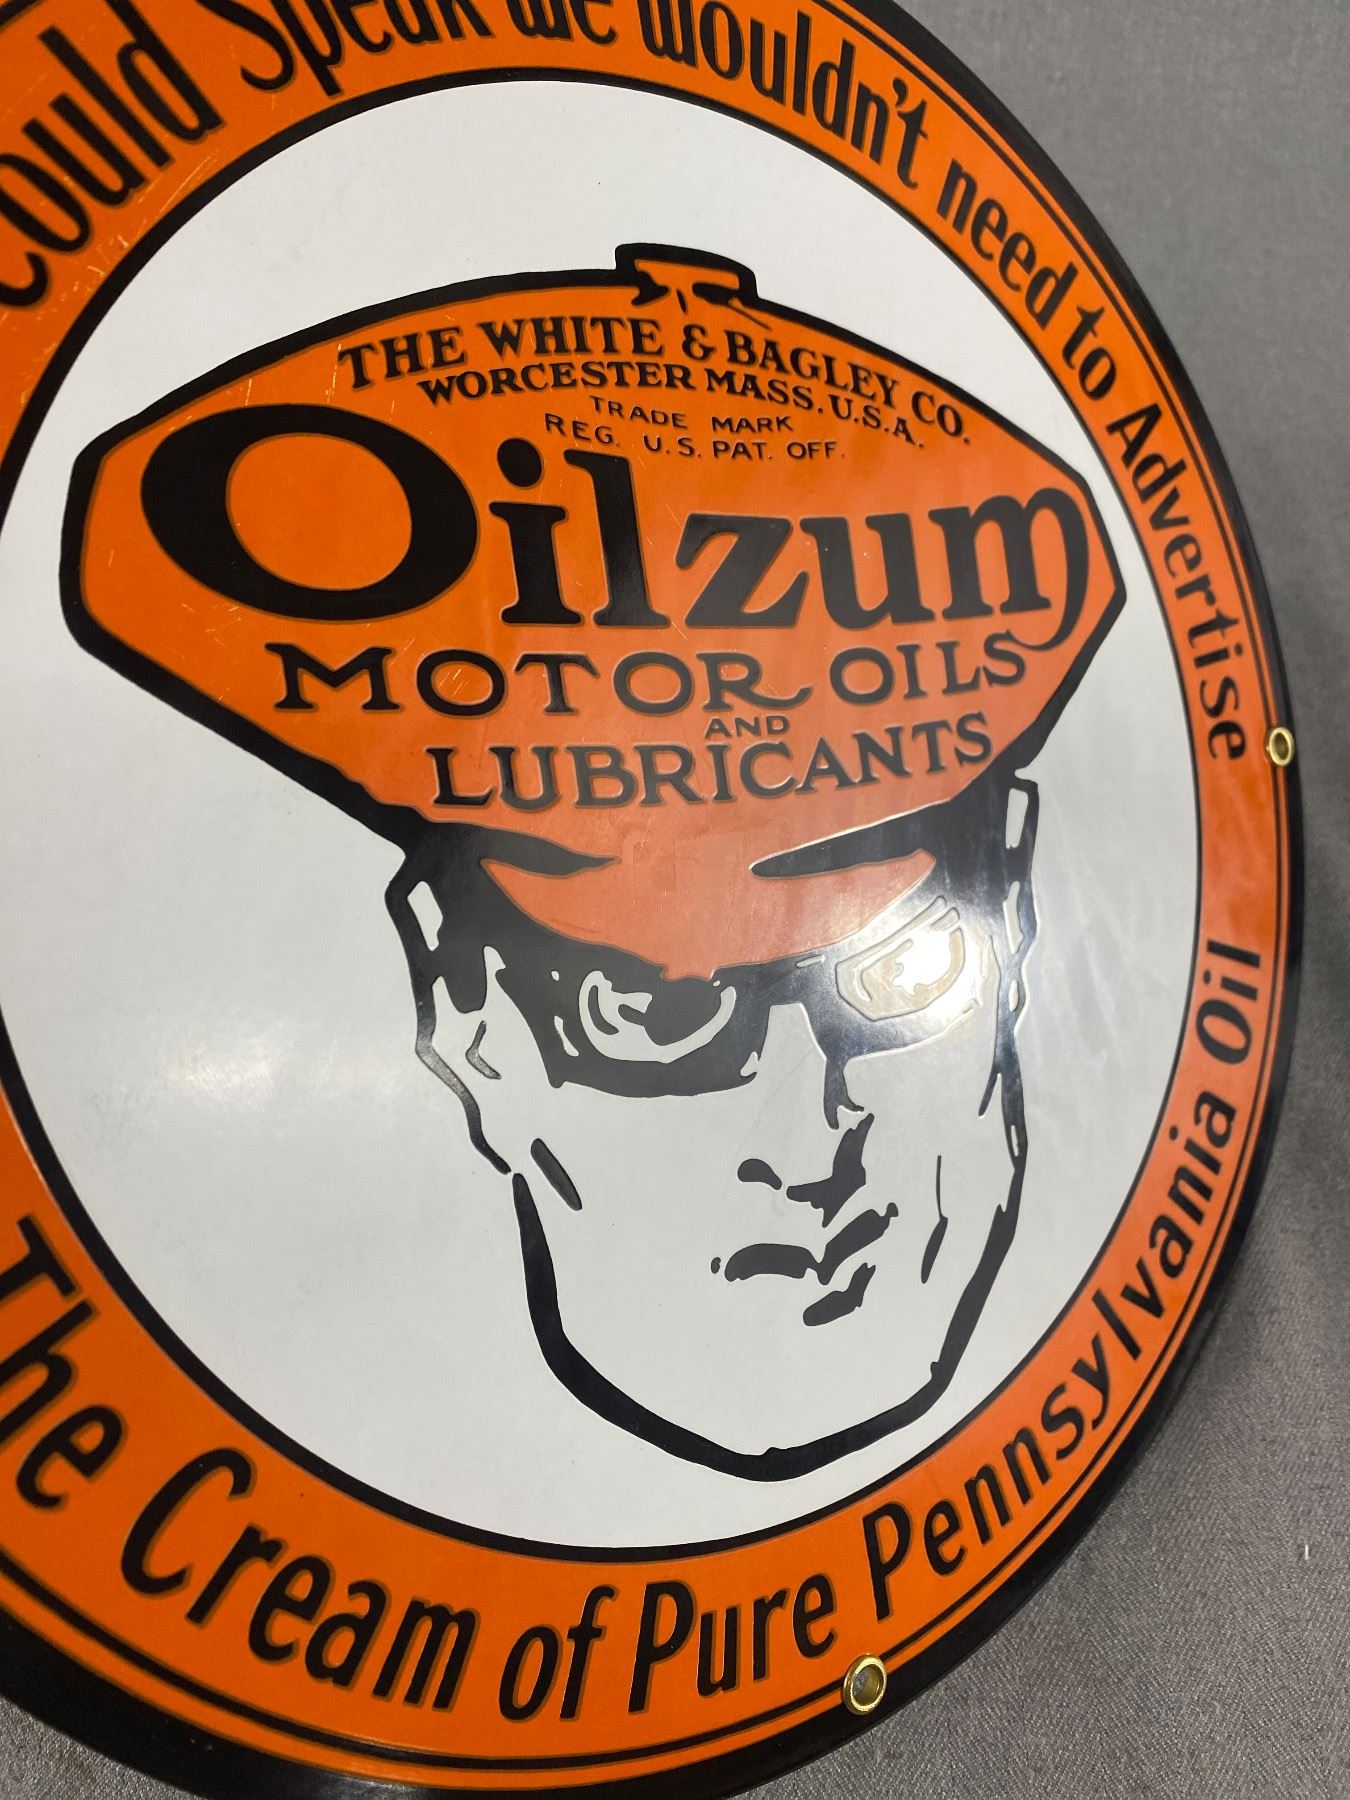 could Speak we wouldn't need to Advertise
THE WHITE & BAGLEY CO.
WORCESTER MASS. U.S.A.
TRADE MARK
REG. U.S. PAT. OFF.
Oilzum
MOTOR OILS
AND
LUBRICANTS
The Cream of Pure Pennsylvania Oil